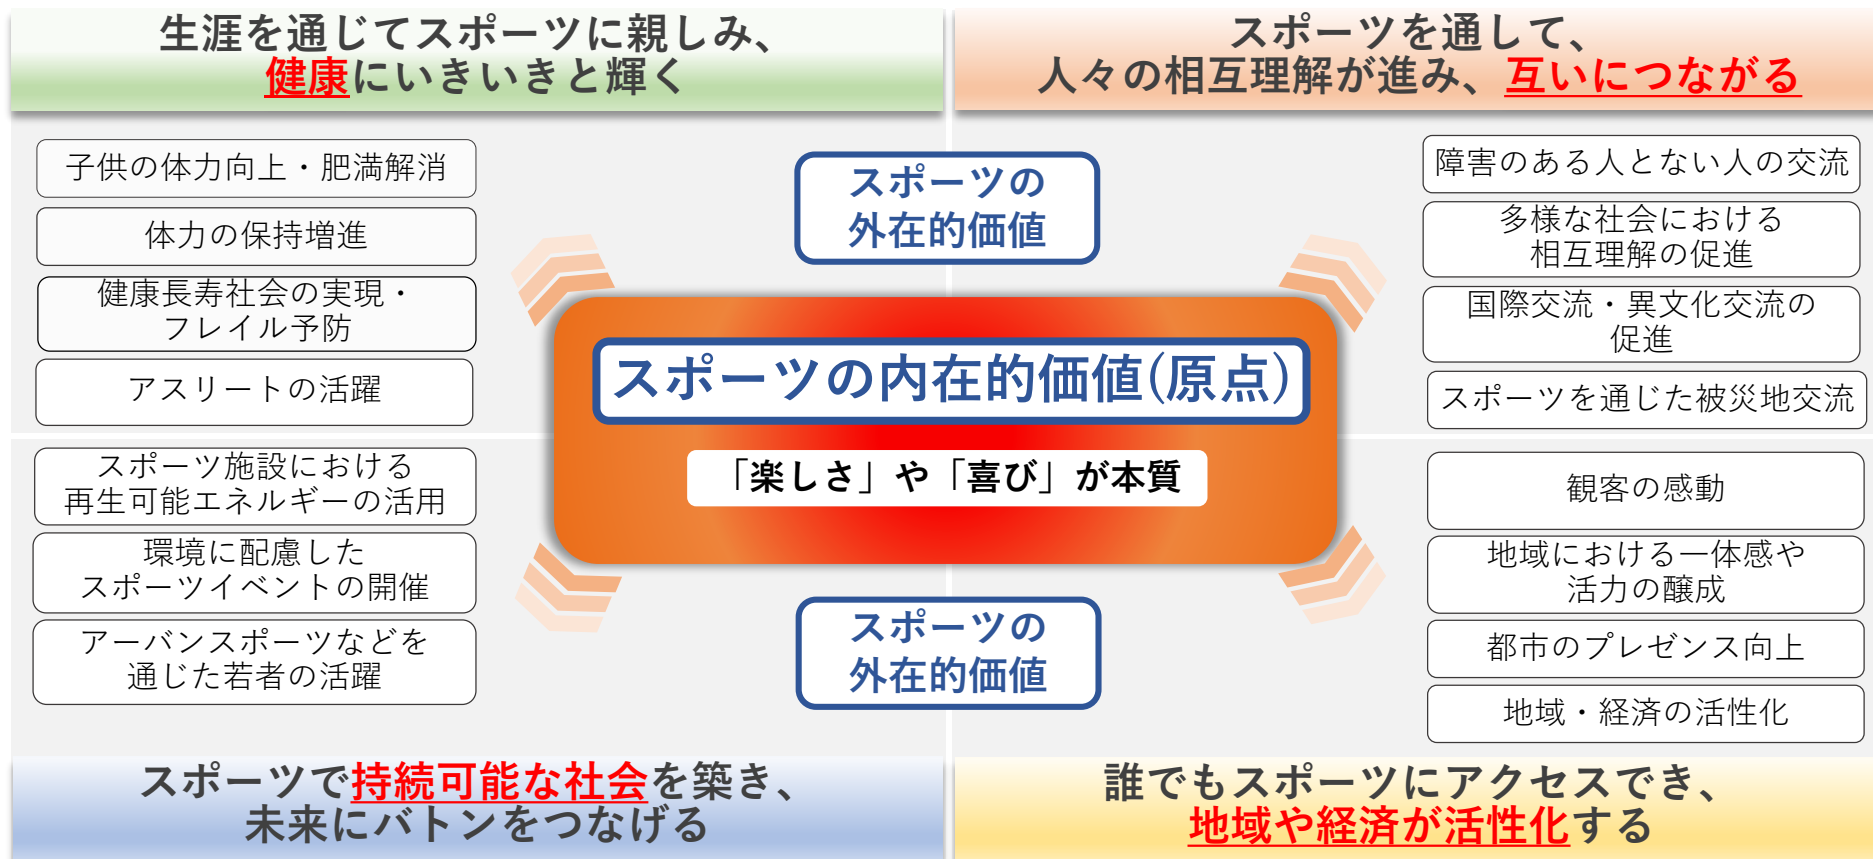 生涯を通じてスポーツに親しみ、
健康にいきいきと輝く
スポーツを通して、
人々の相互理解が進み、互いにつながる
子供の体力向上・肥満解消
体力の保持増進
健康長寿社会の実現・
フレイル予防
アスリートの活躍
スポーツの
外在的価値
障害のある人とない人の交流
多様な社会における
相互理解の促進
国際交流・異文化交流の
促進
スポーツを通じた被災地交流
スポーツの内在的価値(原点)
「楽しさ」や「喜び」が本質
スポーツ施設における
再生可能エネルギーの活用
環境に配慮した
スポーツイベントの開催
アーバンスポーツなどを
通じた若者の活躍
スポーツの
外在的価値
観客の感動
地域における一体感や
活力の醸成
都市のプレゼンス向上
地域・経済の活性化
スポーツで持続可能な社会を築き、
未来にバトンをつなげる
誰でもスポーツにアクセスでき、
地域や経済が活性化する